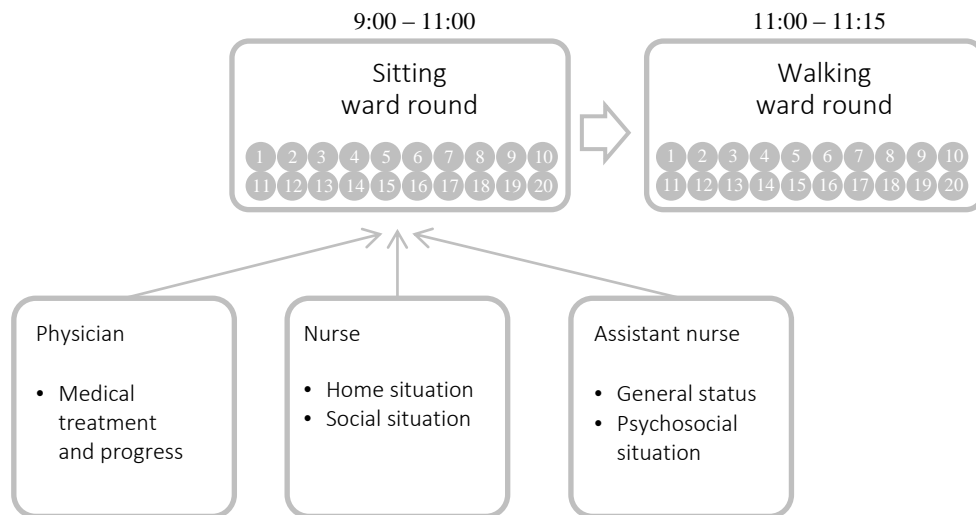 9:00 – 11:00
11:00 – 11:15
Sitting
ward round
1 2 3 4 5 6 7 8 9 10
11 12 13 14 15 16 17 18 19 20
Walking
ward round
1 2 3 4 5 6 7 8 9 10
11 12 13 14 15 16 17 18 19 20
Physician
• Medical
treatment
and progress
Nurse
• Home situation
• Social situation
Assistant nurse
• General status
• Psychosocial
situation